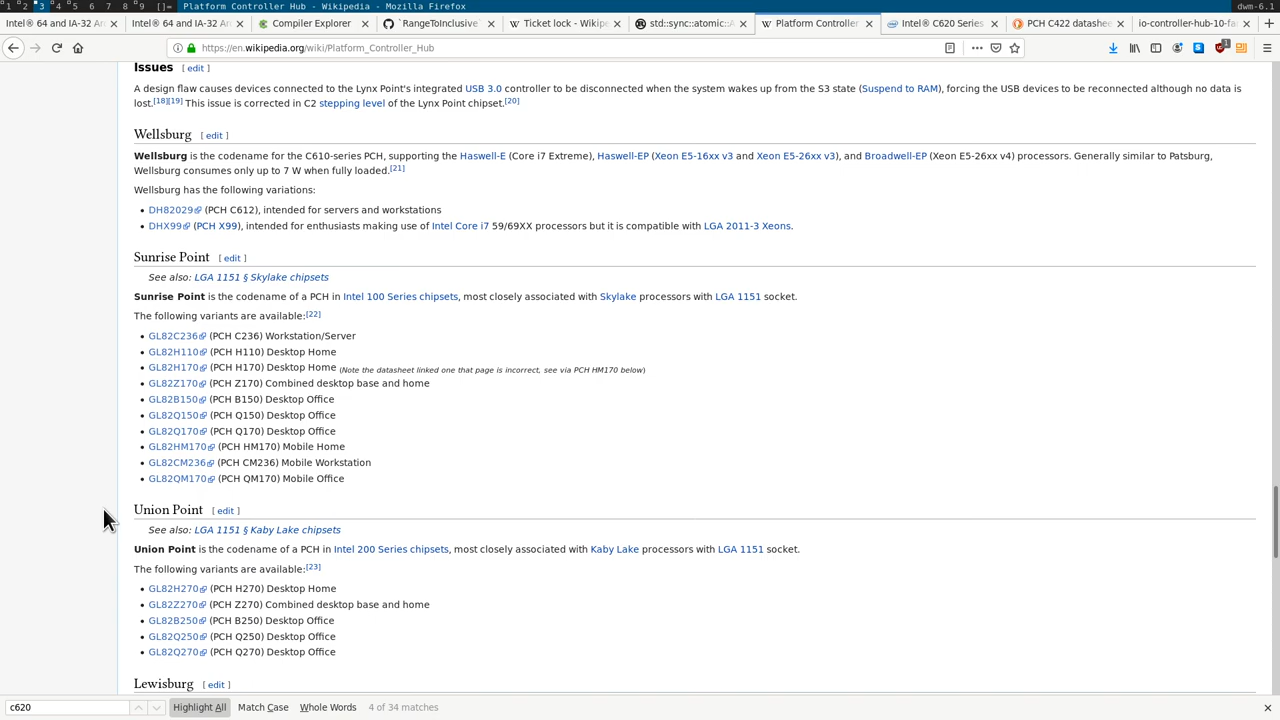 1 2 3 4 5 6 7 8 9 []= Platform Controller Hub - Wikipedia - Mozilla Firefox dwm-6.1
Intel® 64 and IA-32 Ar Intel® 64 and IA-32 Ar Compiler Explorer `RangeToInclusive` Ticket lock - Wikipe std::sync::atomic::A Platform Controller Intel® C620 Series PCH C422 datashee io-controller-hub-10-fa
https://en.wikipedia.org/wiki/Platform_Controller_Hub 1
Issues [ edit ]
A design flaw causes devices connected to the Lynx Point's integrated USB 3.0 controller to be disconnected when the system wakes up from the S3 state (Suspend to RAM), forcing the USB devices to be reconnected although no data is
lost.[18][19] This issue is corrected in C2 stepping level of the Lynx Point chipset.[20]
Wellsburg [ edit ]
Wellsburg is the codename for the C610-series PCH, supporting the Haswell-E (Core i7 Extreme), Haswell-EP (Xeon E5-16xx v3 and Xeon E5-26xx v3), and Broadwell-EP (Xeon E5-26xx v4) processors. Generally similar to Patsburg,
Wellsburg consumes only up to 7 W when fully loaded.[21]
Wellsburg has the following variations:
• DH82029 (PCH C612), intended for servers and workstations
• DHX99 (PCH X99), intended for enthusiasts making use of Intel Core i7 59/69XX processors but it is compatible with LGA 2011-3 Xeons.
Sunrise Point [ edit ]
See also: LGA 1151 § Skylake chipsets
Sunrise Point is the codename of a PCH in Intel 100 Series chipsets, most closely associated with Skylake processors with LGA 1151 socket.
The following variants are available:[22]
• GL82C236 (PCH C236) Workstation/Server
• GL82H110 (PCH H110) Desktop Home
• GL82H170 (PCH H170) Desktop Home (Note the datasheet linked one that page is incorrect, see via PCH HM170 below)
• GL82Z170 (PCH Z170) Combined desktop base and home
• GL82B150 (PCH B150) Desktop Office
• GL82Q150 (PCH Q150) Desktop Office
• GL82Q170 (PCH Q170) Desktop Office
• GL82HM170 (PCH HM170) Mobile Home
• GL82CM236 (PCH CM236) Mobile Workstation
• GL82QM170 (PCH QM170) Mobile Office
Union Point [ edit ]
See also: LGA 1151 § Kaby Lake chipsets
Union Point is the codename of a PCH in Intel 200 Series chipsets, most closely associated with Kaby Lake processors with LGA 1151 socket.
The following variants are available:[23]
• GL82H270 (PCH H270) Desktop Home
• GL82Z270 (PCH Z270) Combined desktop base and home
• GL82B250 (PCH B250) Desktop Office
• GL82Q250 (PCH Q250) Desktop Office
• GL82Q270 (PCH Q270) Desktop Office
Lewisburg [ edit ]
c620 Highlight All Match Case Whole Words 4 of 34 matches